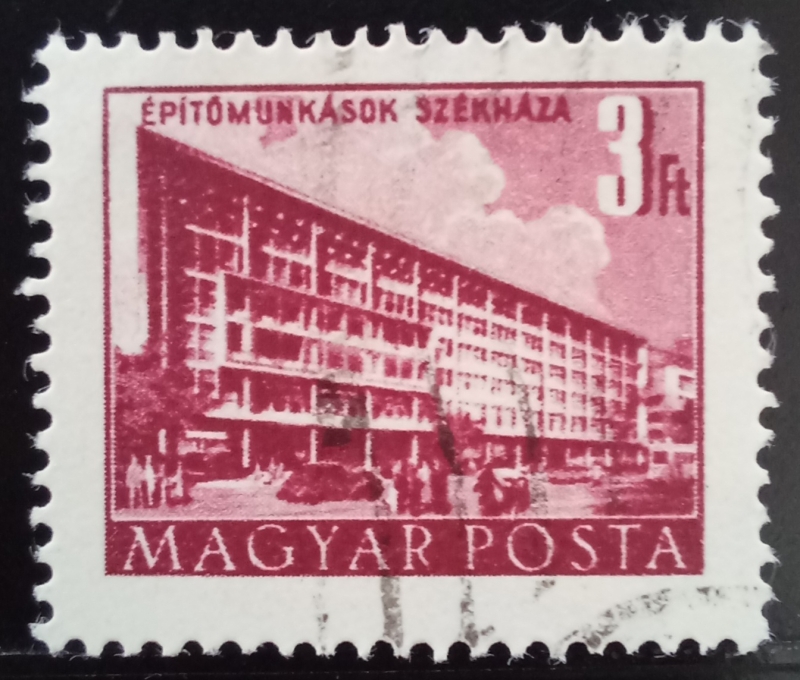 ÉPÍTŐMUNKÁSOK SZÉKHÁZA
3 Ft
MAGYAR POSTA